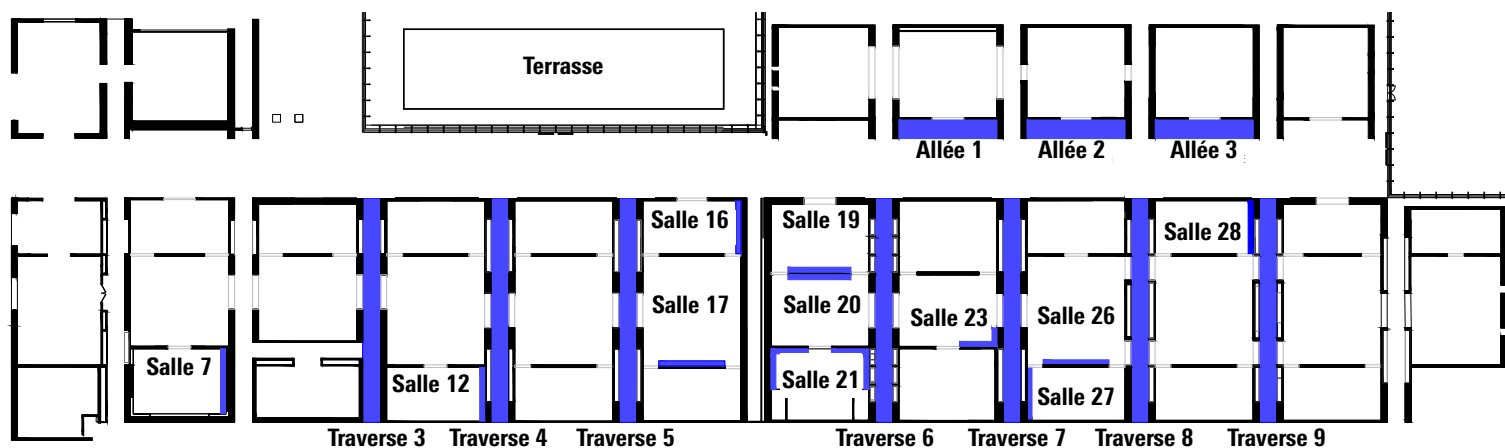 Terrasse
Allée 1
Allée 2
Allée 3
Salle 16
Salle 19
Salle 28
Salle 17
Salle 20
Salle 23
Salle 26
Salle 7
Salle 12
Salle 21
Salle 27
Traverse 3
Traverse 4
Traverse 5
Traverse 6
Traverse 7
Traverse 8
Traverse 9